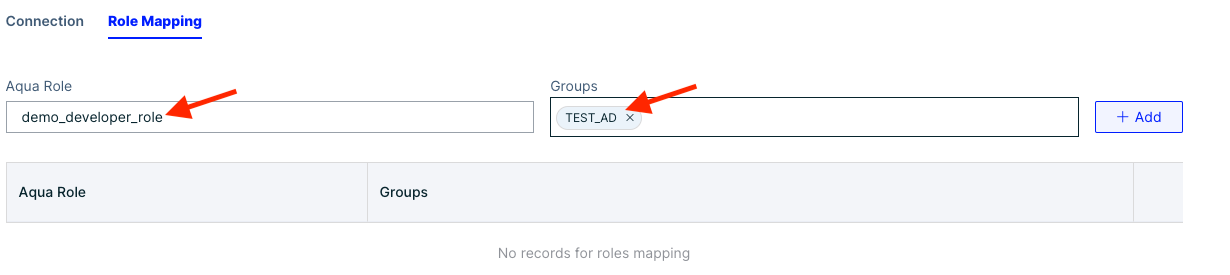 Connection Role Mapping
Aqua Role Groups
demo_developer_role TEST_AD × + Add
Aqua Role Groups
No records for roles mapping